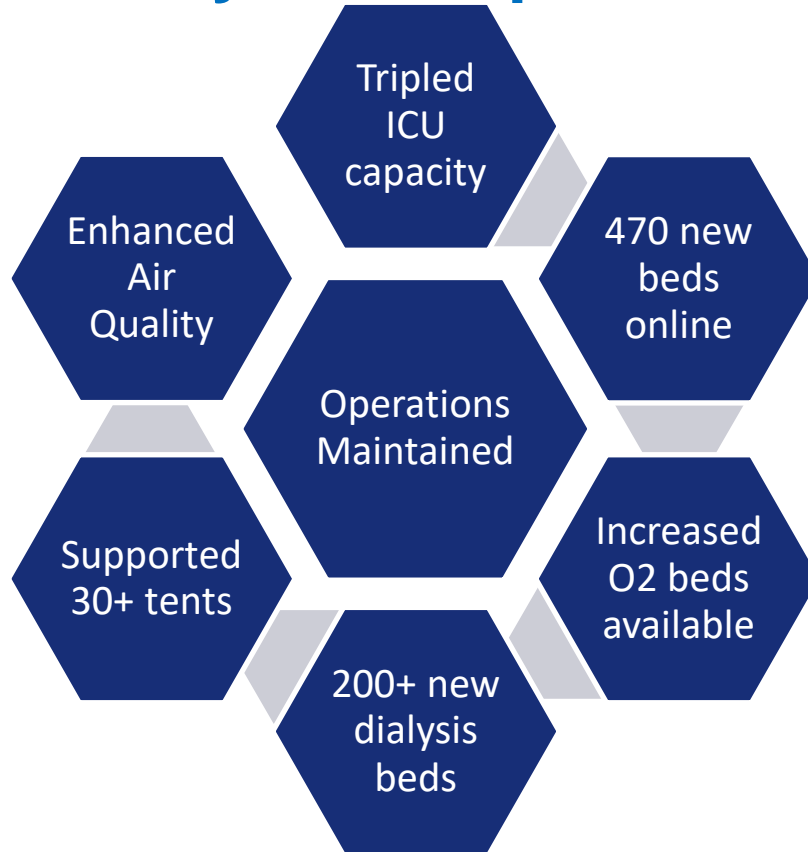 Tripled
ICU
capacity
470 new
beds
online
Increased
O2 beds
available
200+ new
dialysis
beds
Supported
30+ tents
Enhanced
Air
Quality
Operations
Maintained